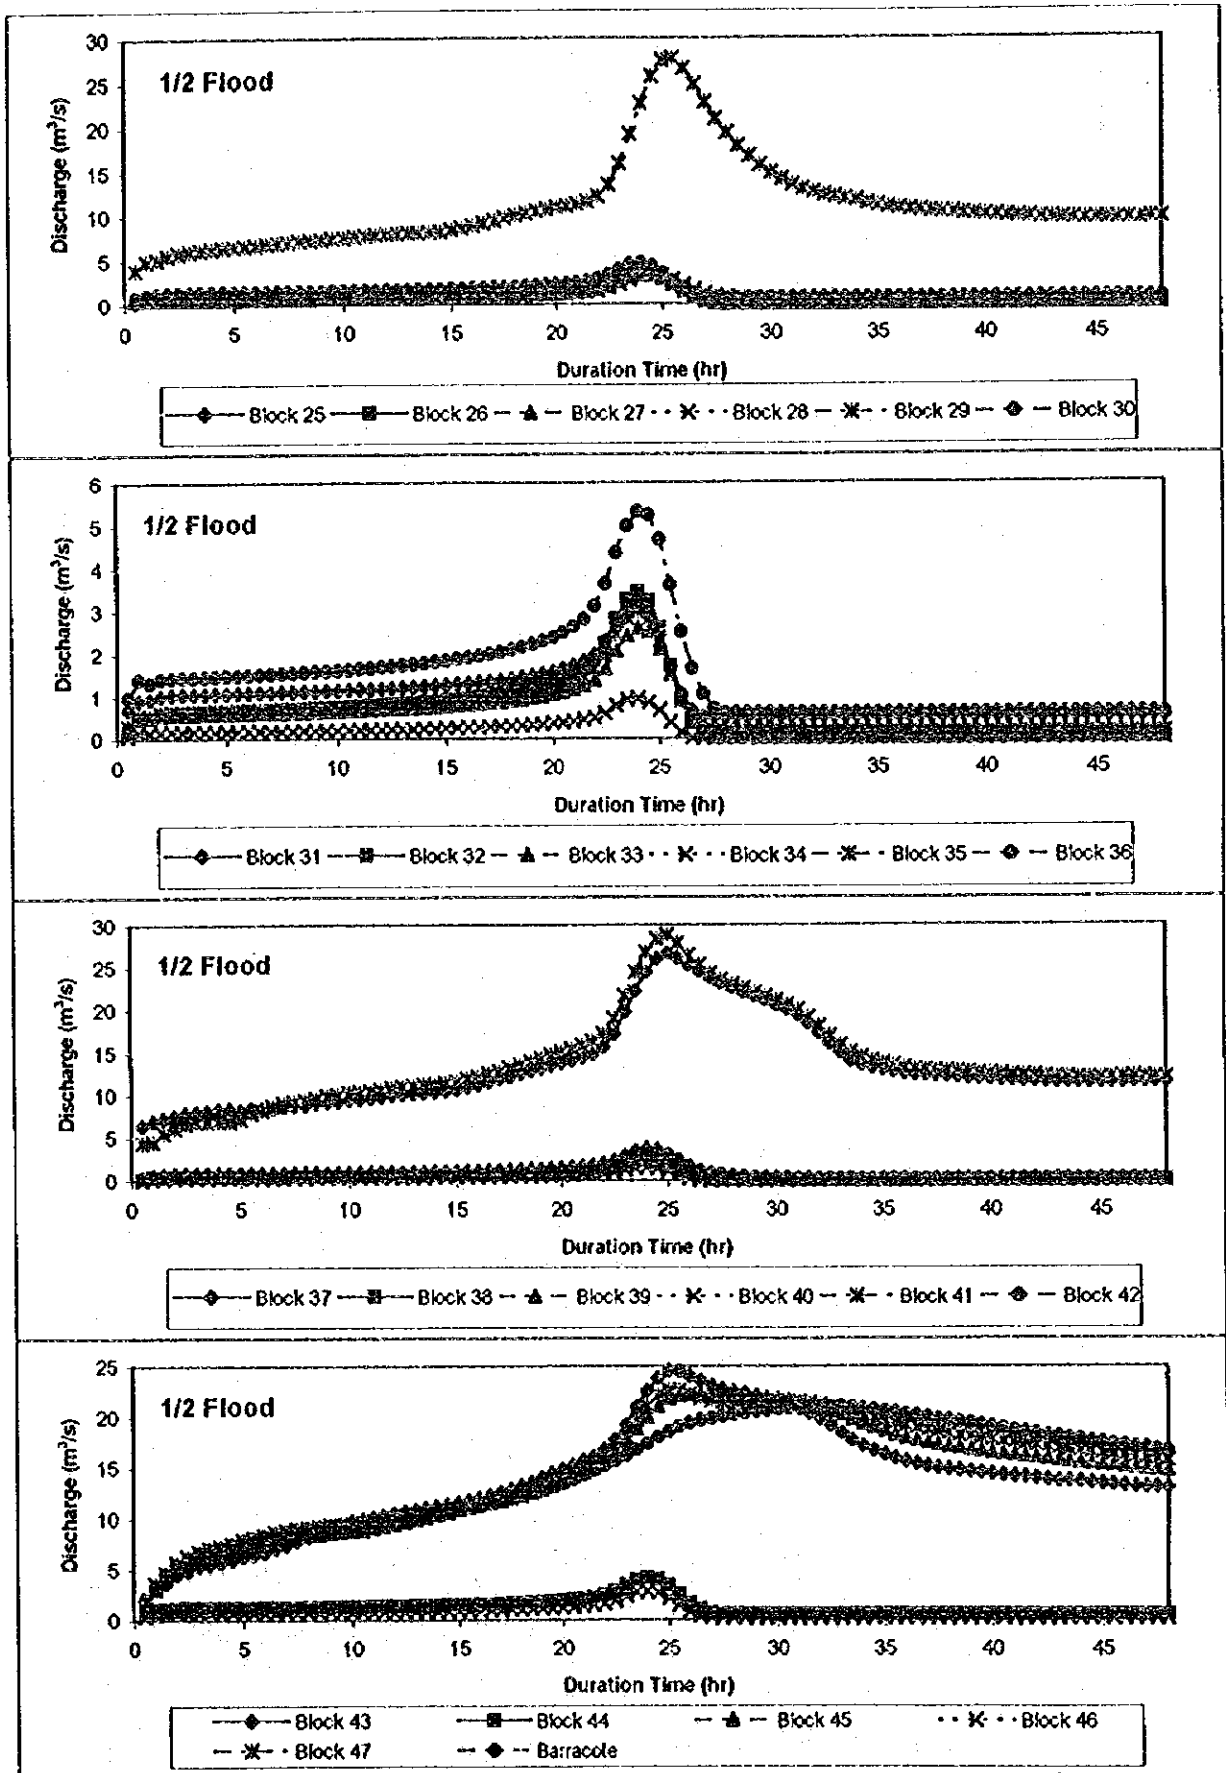 1/2 Flood
Discharge (m³/s)
30
25
20
15
10
5
0
0 5 10 15 20 25 30 35 40 45
Duration Time (hr)
Block 25 Block 26 Block 27 Block 28 Block 29 Block 30
1/2 Flood
Discharge (m³/s)
6
5
4
3
2
1
0
0 5 10 15 20 25 30 35 40 45
Duration Time (hr)
Block 31 Block 32 Block 33 Block 34 Block 35 Block 36
1/2 Flood
Discharge (m³/s)
30
25
20
15
10
5
0
0 5 10 15 20 25 30 35 40 45
Duration Time (hr)
Block 37 Block 38 Block 39 Block 40 Block 41 Block 42
1/2 Flood
Discharge (m³/s)
25
20
15
10
5
0
0 5 10 15 20 25 30 35 40 45
Duration Time (hr)
Block 43 Block 44 Block 45 Block 46
Block 47 Barracole